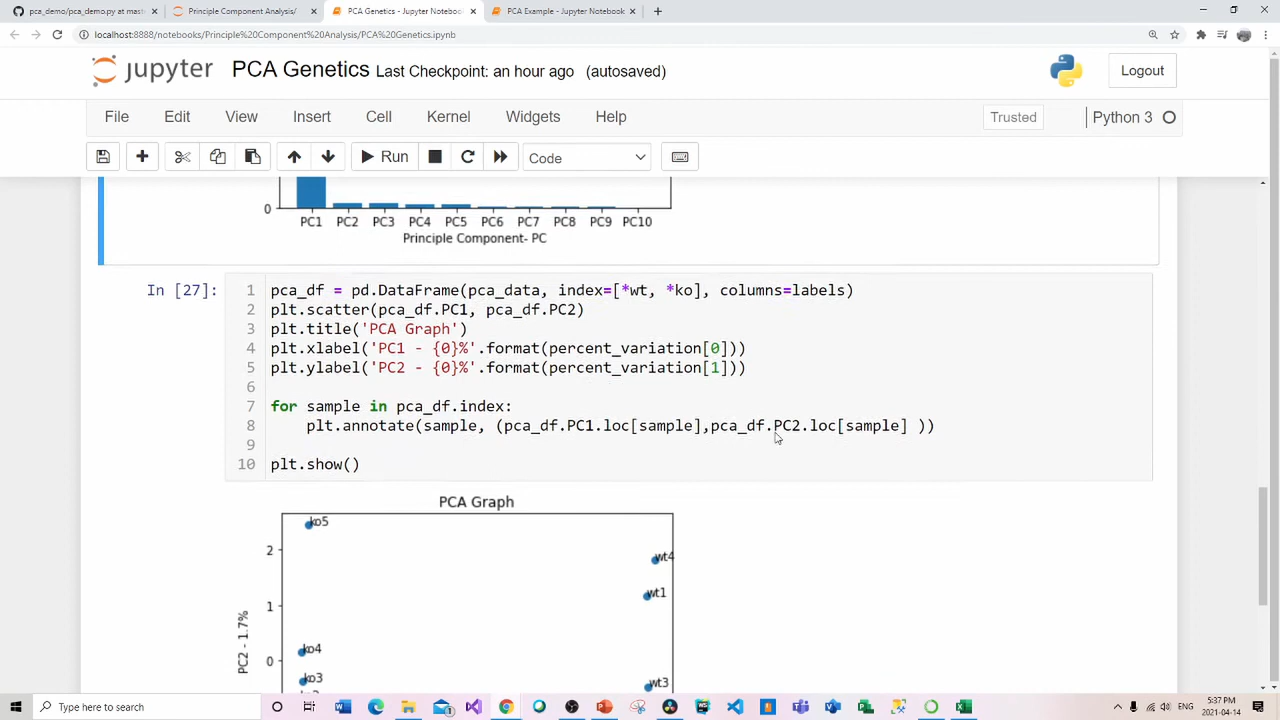 pca_demo/pca_demo.py at master
Principle Component Analysis/
PCA Genetics - Jupyter Notebook
PCA Example - Jupyter Notebook
localhost:8888/notebooks/Principle%20Component%20Analysis/PCA%20Genetics.ipynb
jupyter PCA Genetics Last Checkpoint: an hour ago (autosaved)
Logout
File Edit View Insert Cell Kernel Widgets Help
Trusted
Python 3
Run
Code
0
PC1 PC2 PC3 PC4 PC5 PC6 PC7 PC8 PC9 PC10
Principle Component- PC
In [27]:
1 pca_df = pd.DataFrame(pca_data, index=[*wt, *ko], columns=labels)
2 plt.scatter(pca_df.PC1, pca_df.PC2)
3 plt.title('PCA Graph')
4 plt.xlabel('PC1 - {0}%'.format(percent_variation[0]))
5 plt.ylabel('PC2 - {0}%'.format(percent_variation[1]))
6
7 for sample in pca_df.index:
8 plt.annotate(sample, (pca_df.PC1.loc[sample],pca_df.PC2.loc[sample] ))
9
10 plt.show()
PCA Graph
ko5
2
wt4
wt1
1
PC2 - 1.7%
ko4
0
ko3
wt3
Type here to search
ENG
5:37 PM
2021-04-14